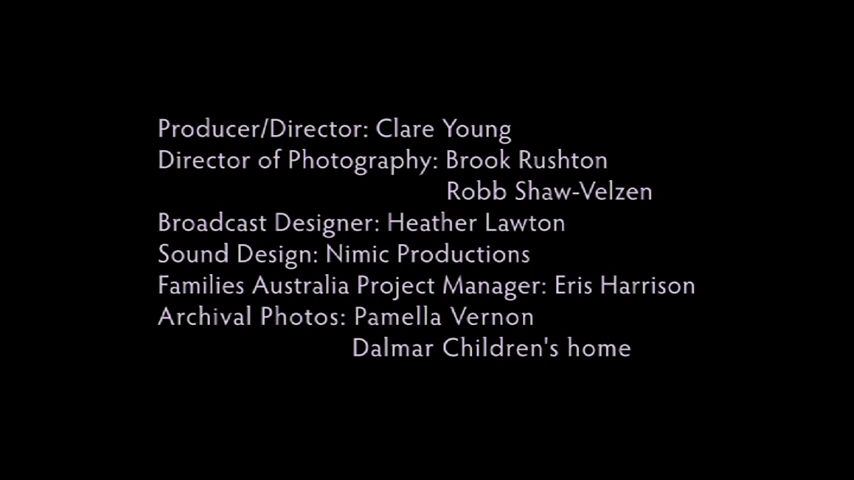 Producer/Director: Clare Young
Director of Photography: Brook Rushton
Robb Shaw-Velzen
Broadcast Designer: Heather Lawton
Sound Design: Nimic Productions
Families Australia Project Manager: Eris Harrison
Archival Photos: Pamella Vernon
Dalmar Children's home